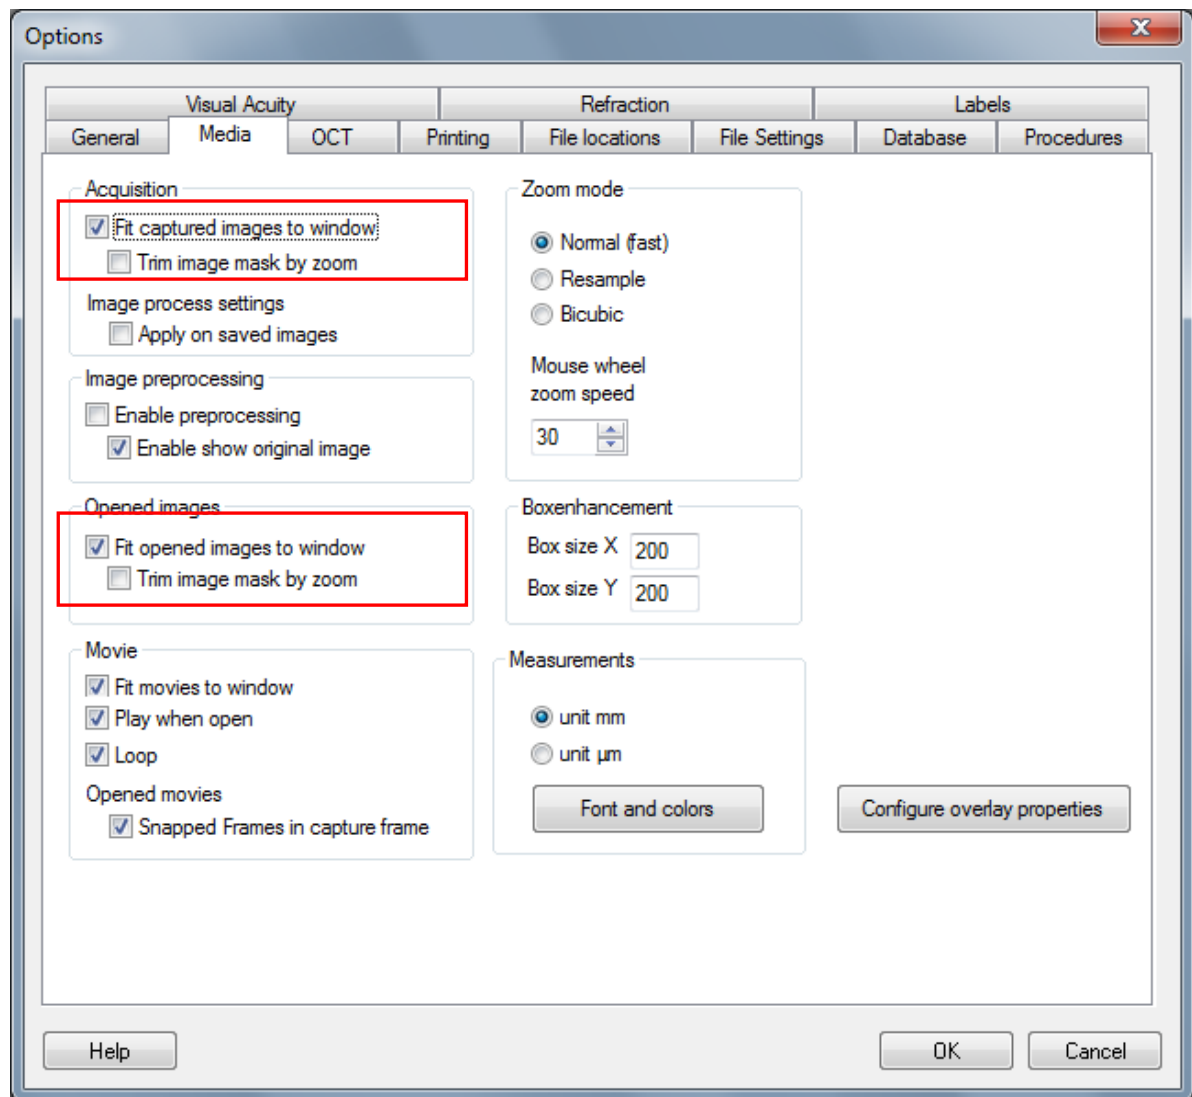 Options
X
Visual Acuity
Refraction
Labels
General
Media
OCT
Printing
File locations
File Settings
Database
Procedures
Acquisition
Fit captured images to window
Trim image mask by zoom
Image process settings
Apply on saved images
Image preprocessing
Enable preprocessing
Enable show original image
Opened images
Fit opened images to window
Trim image mask by zoom
Movie
Fit movies to window
Play when open
Loop
Opened movies
Snapped Frames in capture frame
Zoom mode
Normal (fast)
Resample
Bicubic
Mouse wheel
zoom speed
30
Boxenhancement
Box size X 200
Box size Y 200
Measurements
unit mm
unit µm
Font and colors
Configure overlay properties
Help
OK
Cancel